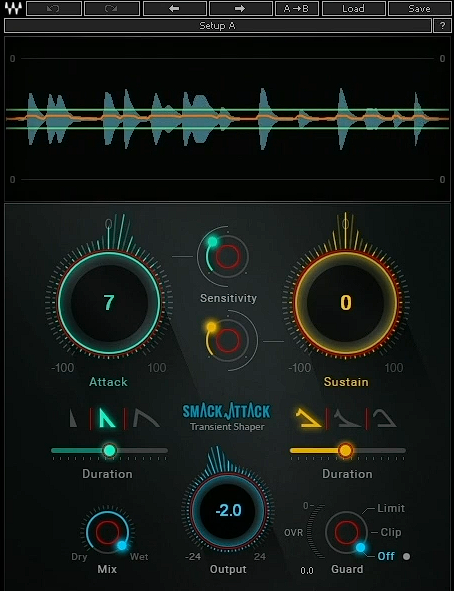 A→B Load Save
Setup A ?
0 0
0 0
0 0
7 0
Sensitivity
-100 100 -100 100
Attack Sustain
SMACK ATTACK
Transient Shaper
Duration Duration
-2.0
0 Limit
OVR Clip
Dry Wet -24 24 Off
Mix Output 0.0 Guard